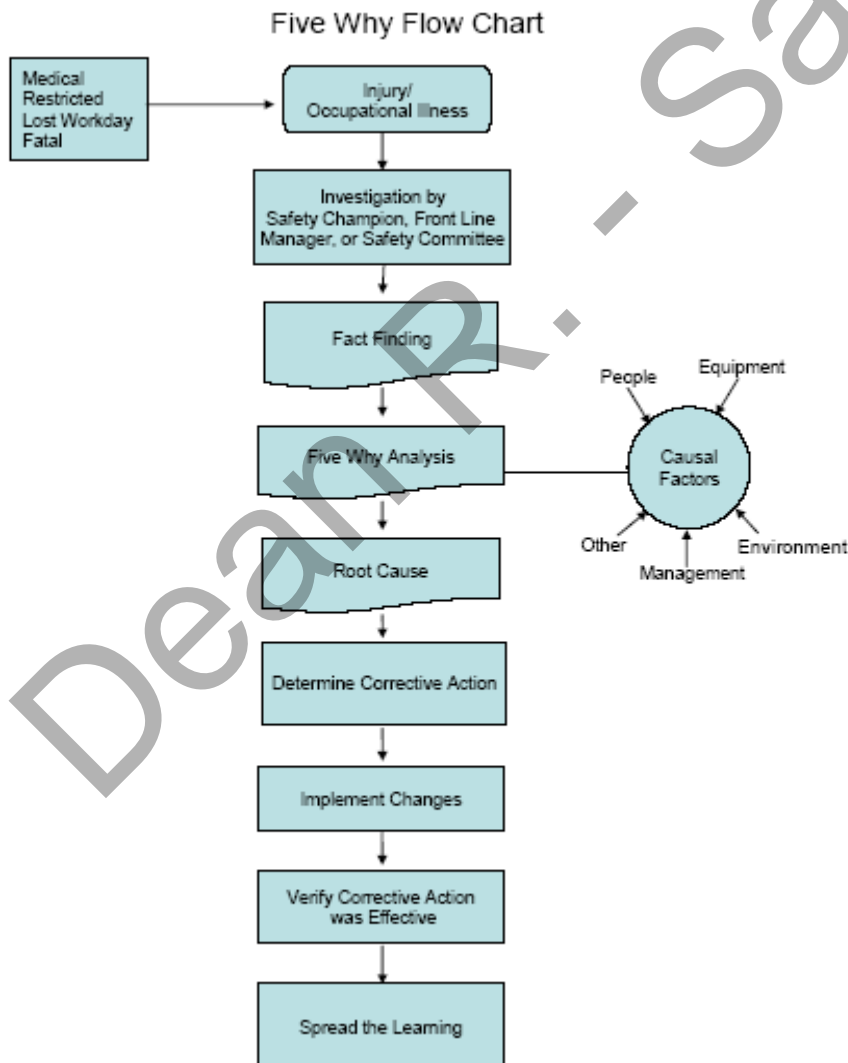 Five Why Flow Chart
Medical
Restricted
Lost Workday
Fatal
Injury/
Occupational Illness
Investigation by
Safety Champion, Front Line
Manager, or Safety Committee
Fact Finding
Five Why Analysis
People
Equipment
Causal
Factors
Other
Environment
Management
Root Cause
Determine Corrective Action
Implement Changes
Verify Corrective Action
was Effective
Spread the Learning
Dean R. - Sa